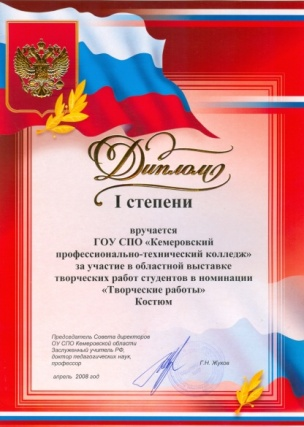 Диплом
I степени
вручается
ГОУ СПО «Кемеровский
профессионально-технический колледж»
за участие в областной выставке
творческих работ студентов в номинации
«Творческие работы»
Костюм
Председатель Совета директоров
ОУ СПО Кемеровской области
Заслуженный учитель РФ,
доктор педагогических наук,
профессор
Г.Н. Жуков
апрель 2008 год